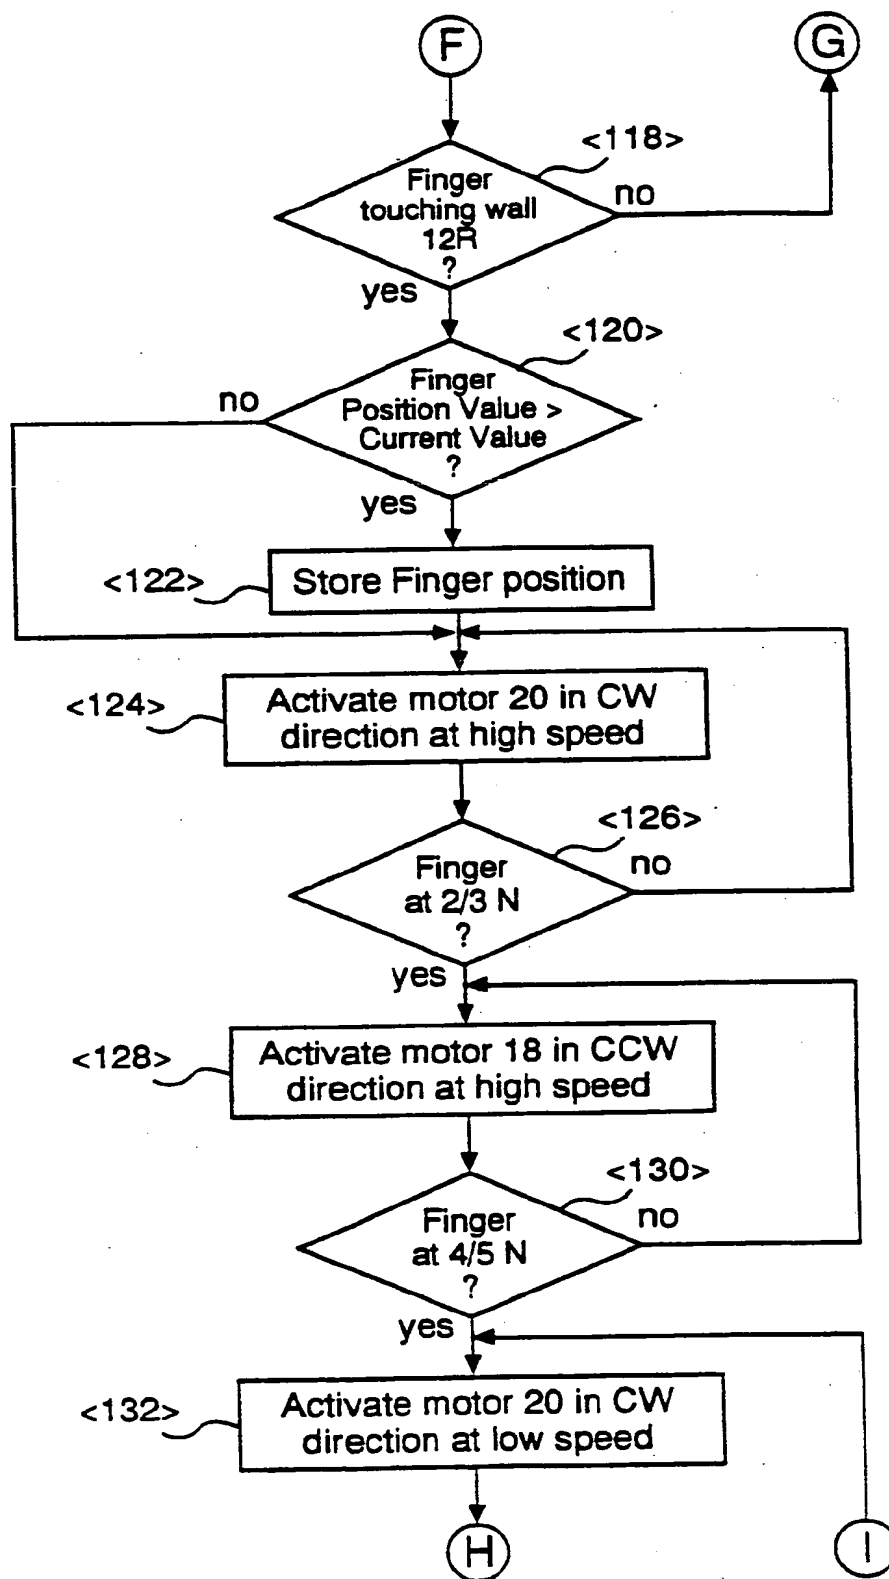 F
G
<118>
Finger
touching wall
12R
?
no
yes
<120>
Finger
Position Value >
Current Value
?
no
yes
<122>
Store Finger position
<124>
Activate motor 20 in CW
direction at high speed
<126>
Finger
at 2/3 N
?
no
yes
<128>
Activate motor 18 in CCW
direction at high speed
<130>
Finger
at 4/5 N
?
no
yes
<132>
Activate motor 20 in CW
direction at low speed
H
I